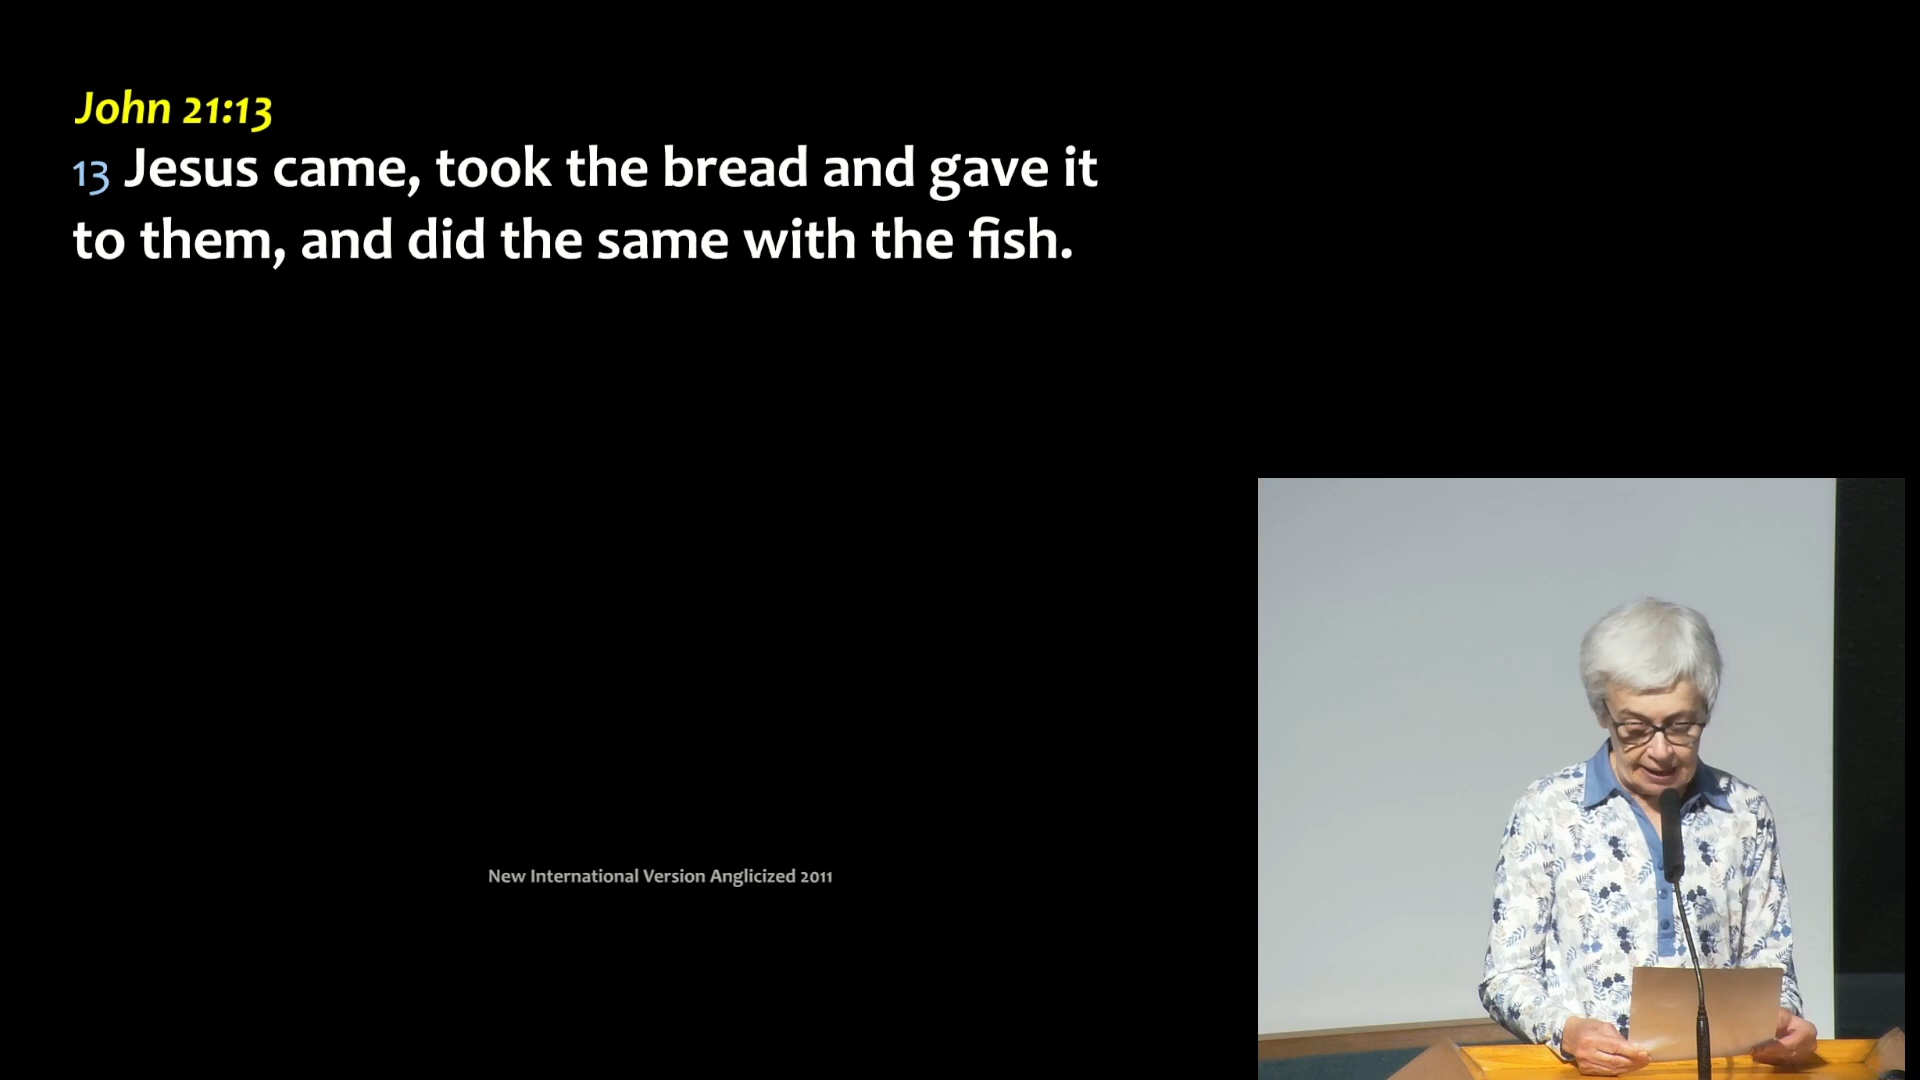 John 21:13
13 Jesus came, took the bread and gave it
to them, and did the same with the fish.
New International Version Anglicized 2011